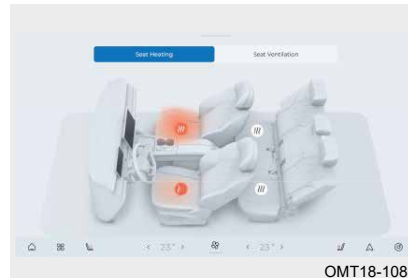 Seat Heating
Seat Ventilation
< 23° > < 23° >
OMT18-108